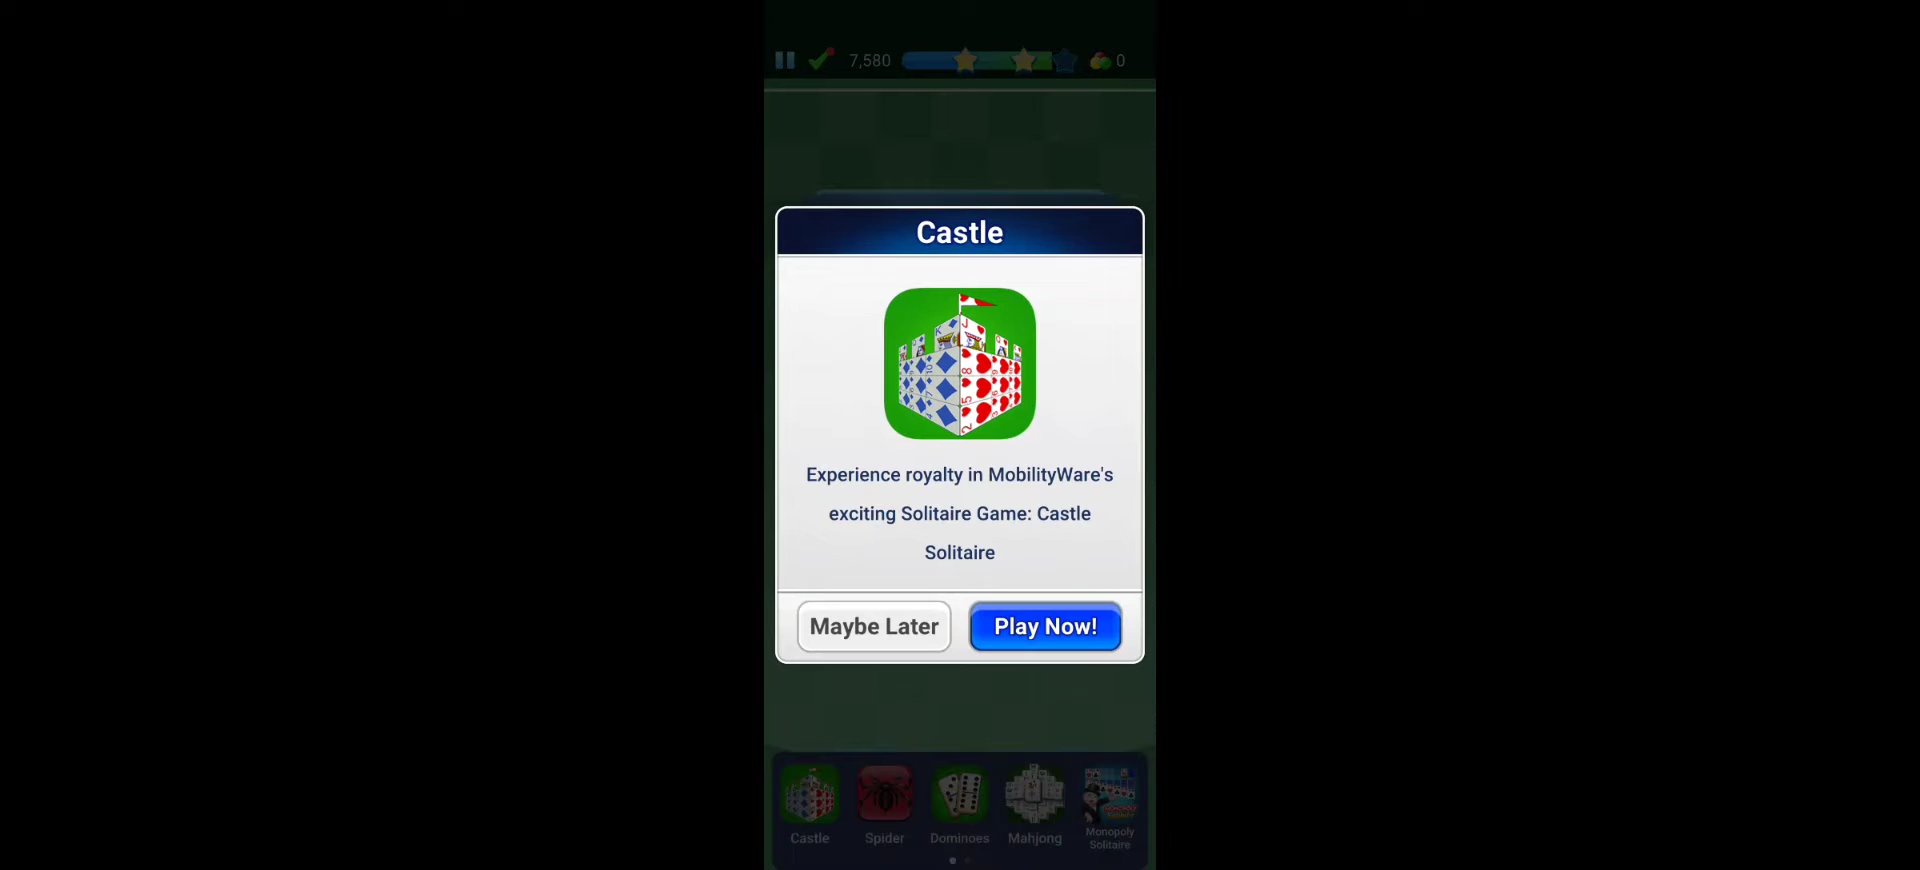 7,580
0
Castle
Experience royalty in MobilityWare's
exciting Solitaire Game: Castle
Solitaire
Maybe Later
Play Now!
Castle
Spider
Dominoes
Mahjong
Monopoly
Solitaire